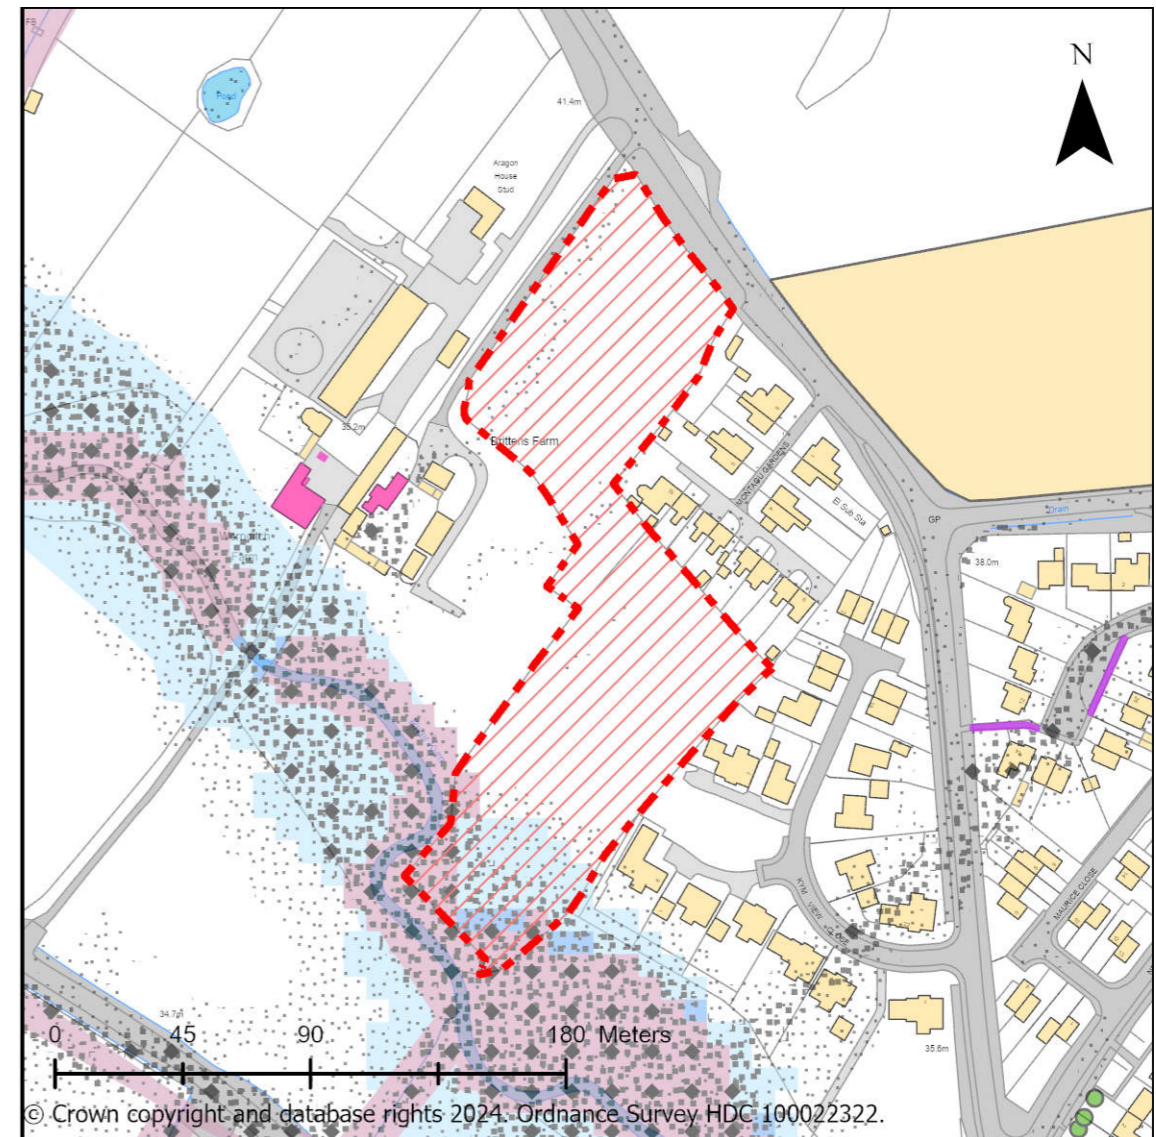 FB
N
Pond
41.4m
Aragon
House
Stud
35.2m
Brittens Farm
MONTAGU GARDENS
El Sub Sta
GP
Drain
38.0m
KYM VIEW CLOSE
MAURICE CLOSE
34.7m
35.6m
0 45 90 180 Meters
© Crown copyright and database rights 2024. Ordnance Survey HDC 100022322.